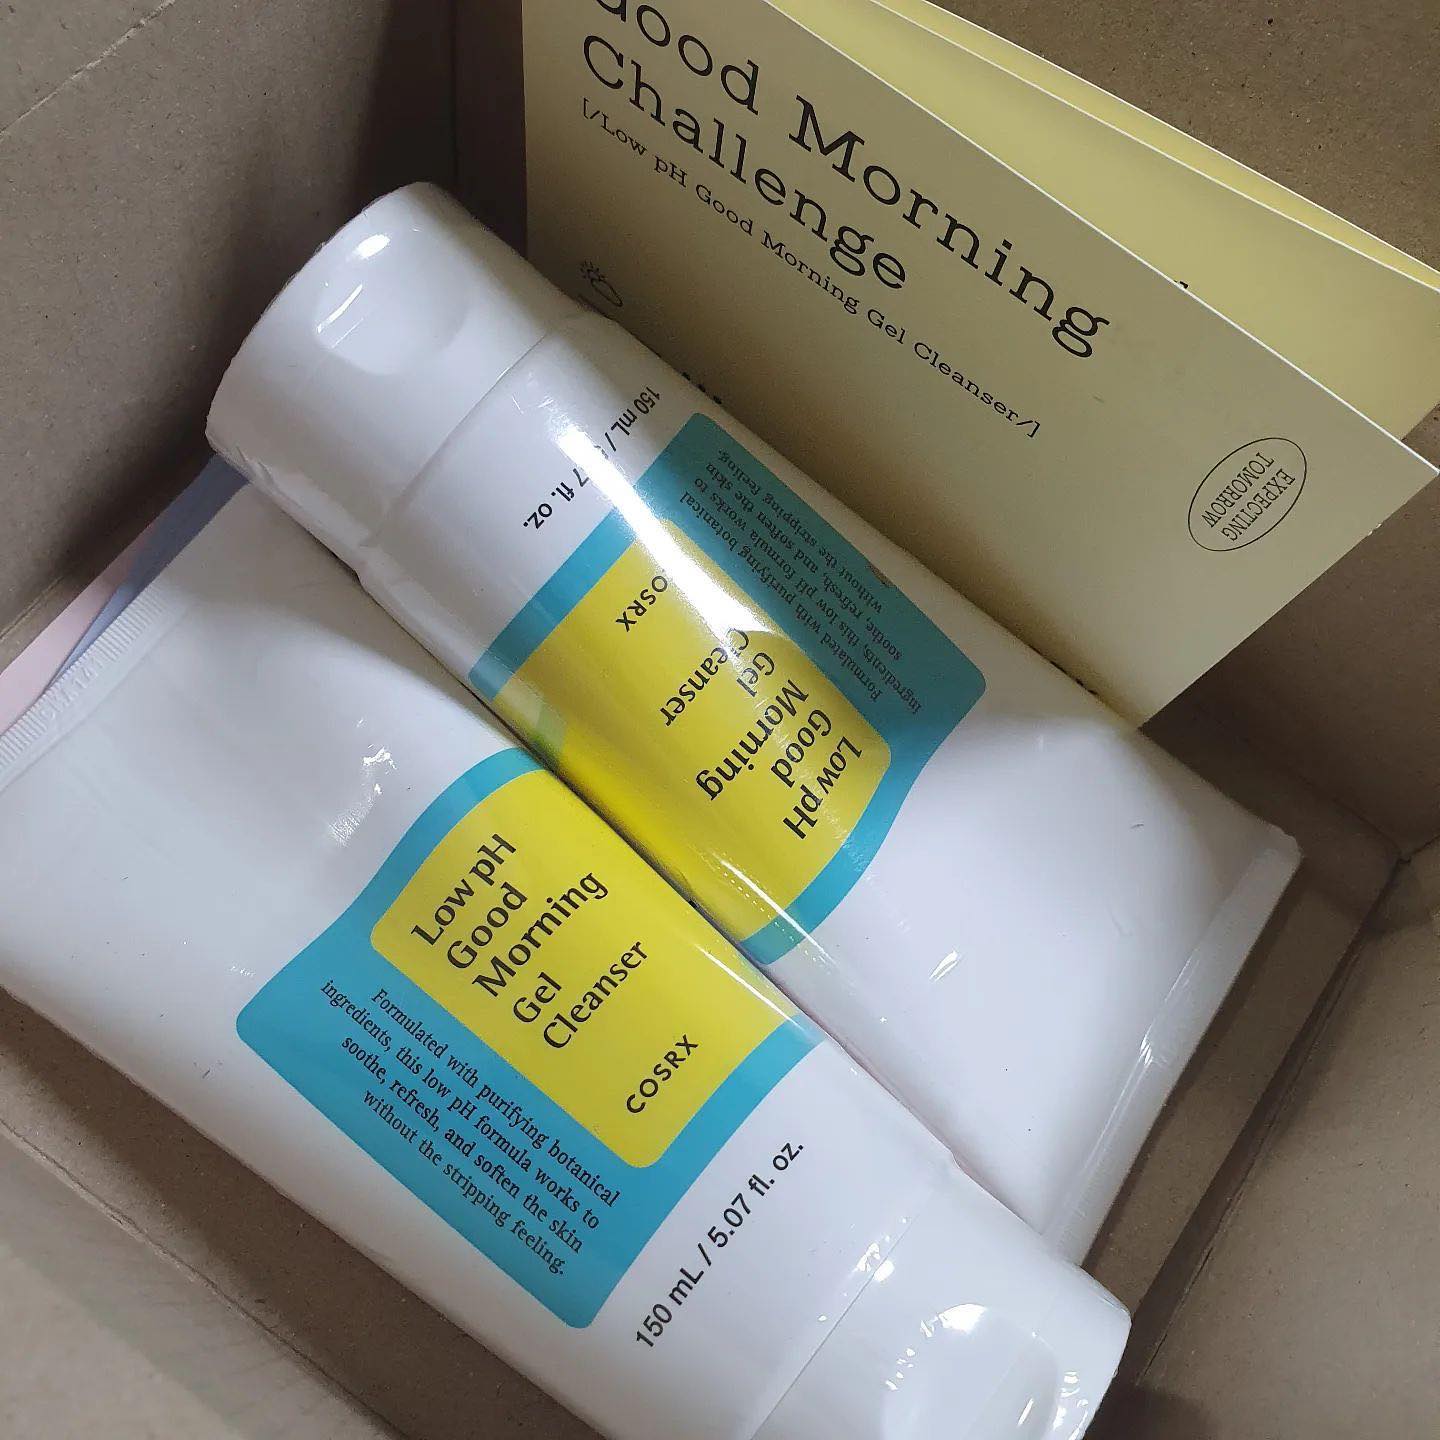 Good Morning
Challenge
[/Low pH Good Morning Gel Cleanser/]
EXPECTING
TOMORROW
150 mL / 5.07 fl. oz.
Formulated with purifying botanical
ingredients, this low pH formula works to
soothe, refresh, and soften the skin
without the stripping feeling.
Low pH
Good
Morning
Gel
Cleanser
COSRX
Low pH
Good
Morning
Gel
Cleanser
COSRX
Formulated with purifying botanical
ingredients, this low pH formula works to
soothe, refresh, and soften the skin
without the stripping feeling.
150 mL / 5.07 fl. oz.